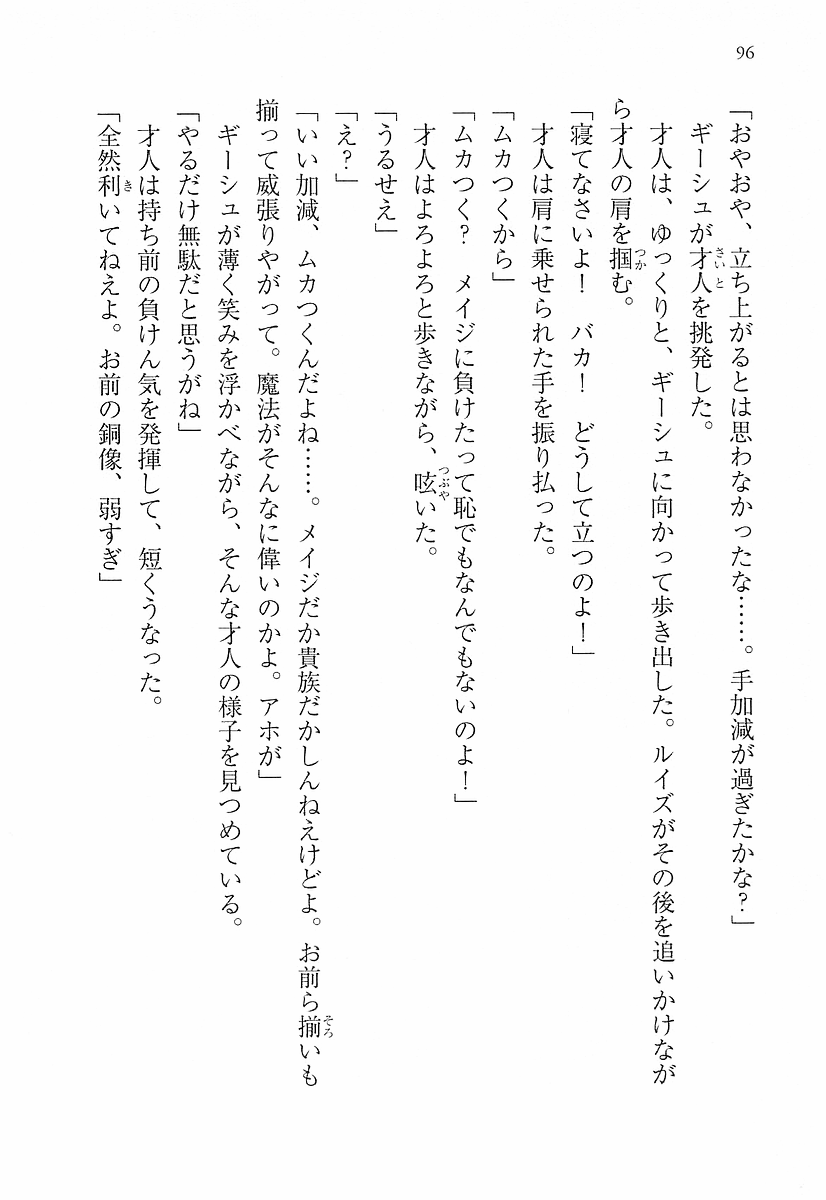 96
「おやおや、立ち上がるとは思わなかったな……。手加減が過ぎたかな？」
ギーシュが才人を挑発した。
才人は、ゆっくりと、ギーシュに向かって歩き出した。ルイズがその後を追いかけなが
ら才人の肩を掴む。
「寝てなさいよ！　バカ！　どうして立つのよ！」
才人は肩に乗せられた手を振り払った。
「ムカつくから」
「ムカつく？　メイジに負けたって恥でもなんでもないのよ！」
才人はよろよろと歩きながら、呟いた。
「うるせえ」
「え？」
「いい加減、ムカつくんだよね……。メイジだか貴族だかしんねえけどよ。お前ら揃いも
揃って威張りやがって。魔法がそんなに偉いのかよ。アホが」
ギーシュが薄く笑みを浮かべながら、そんな才人の様子を見つめている。
「やるだけ無駄だと思うがね」
才人は持ち前の負けん気を発揮して、短くうなった。
「全然利いてねえよ。お前の銅像、弱すぎ」